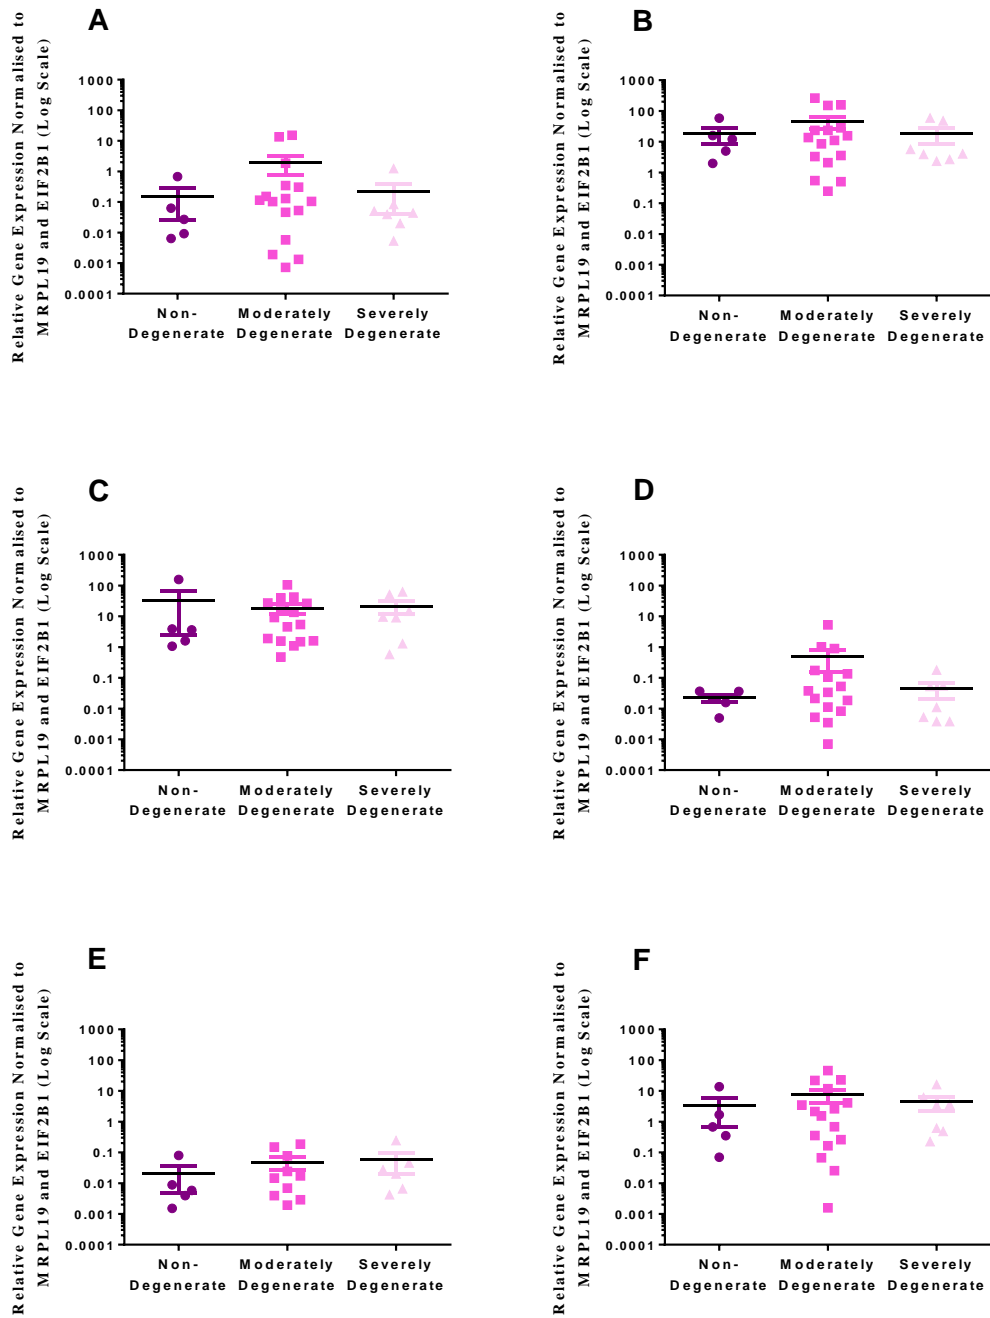 A
Relative Gene Expression Normalised to
MRPL19 and EIF2B1 (Log Scale)
1000
100
10
1
0.1
0.01
0.001
0.0001
Non-
Degenerate
Moderately
Degenerate
Severely
Degenerate
B
Relative Gene Expression Normalised to
MRPL19 and EIF2B1 (Log Scale)
1000
100
10
1
0.1
0.01
0.001
0.0001
Non-
Degenerate
Moderately
Degenerate
Severely
Degenerate
C
Relative Gene Expression Normalised to
MRPL19 and EIF2B1 (Log Scale)
1000
100
10
1
0.1
0.01
0.001
0.0001
Non-
Degenerate
Moderately
Degenerate
Severely
Degenerate
D
Relative Gene Expression Normalised to
MRPL19 and EIF2B1 (Log Scale)
1000
100
10
1
0.1
0.01
0.001
0.0001
Non-
Degenerate
Moderately
Degenerate
Severely
Degenerate
E
Relative Gene Expression Normalised to
MRPL19 and EIF2B1 (Log Scale)
1000
100
10
1
0.1
0.01
0.001
0.0001
Non-
Degenerate
Moderately
Degenerate
Severely
Degenerate
F
Relative Gene Expression Normalised to
MRPL19 and EIF2B1 (Log Scale)
1000
100
10
1
0.1
0.01
0.001
0.0001
Non-
Degenerate
Moderately
Degenerate
Severely
Degenerate